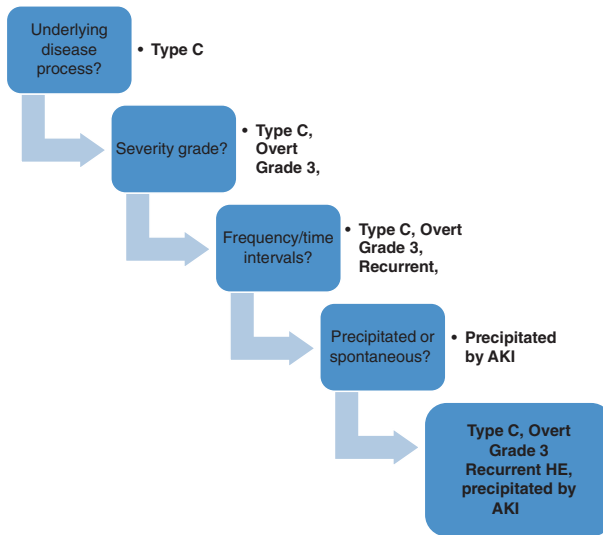 Underlying
disease
process?
• Type C
Severity grade?
• Type C,
Overt
Grade 3,
Frequency/time
intervals?
• Type C, Overt
Grade 3,
Recurrent,
Precipitated or
spontaneous?
• Precipitated
by AKI
Type C, Overt
Grade 3
Recurrent HE,
precipitated by
AKI